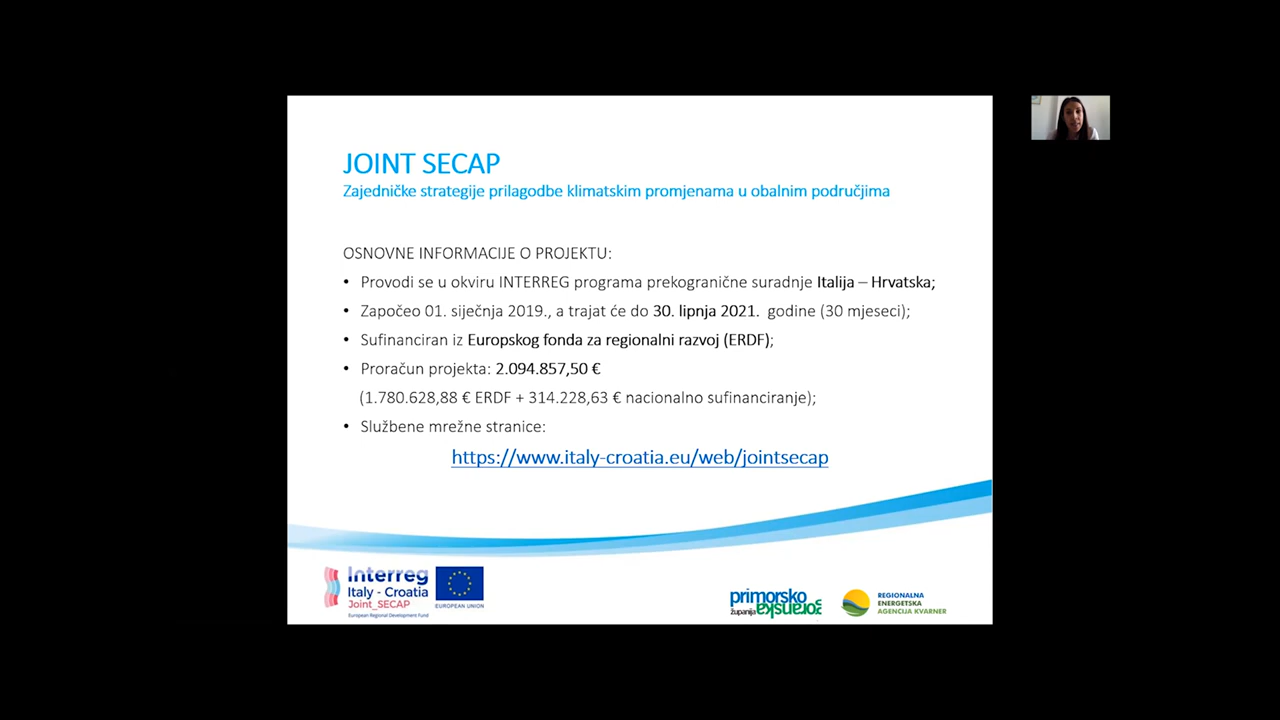 JOINT SECAP
Zajedničke strategije prilagodbe klimatskim promjenama u obalnim područjima
OSNOVNE INFORMACIJE O PROJEKTU:
• Provodi se u okviru INTERREG programa prekogranične suradnje Italija – Hrvatska;
• Započeo 01. siječnja 2019., a trajat će do 30. lipnja 2021. godine (30 mjeseci);
• Sufinanciran iz Europskog fonda za regionalni razvoj (ERDF);
• Proračun projekta: 2.094.857,50 €
(1.780.628,88 € ERDF + 314.228,63 € nacionalno sufinanciranje);
• Službene mrežne stranice:
https://www.italy-croatia.eu/web/jointsecap
Interreg
Italy - Croatia
Joint_SECAP
European Regional Development Fund
EUROPEAN UNION
primorsko
županija goranska
REGIONALNA
ENERGETSKA
AGENCIJA KVARNER